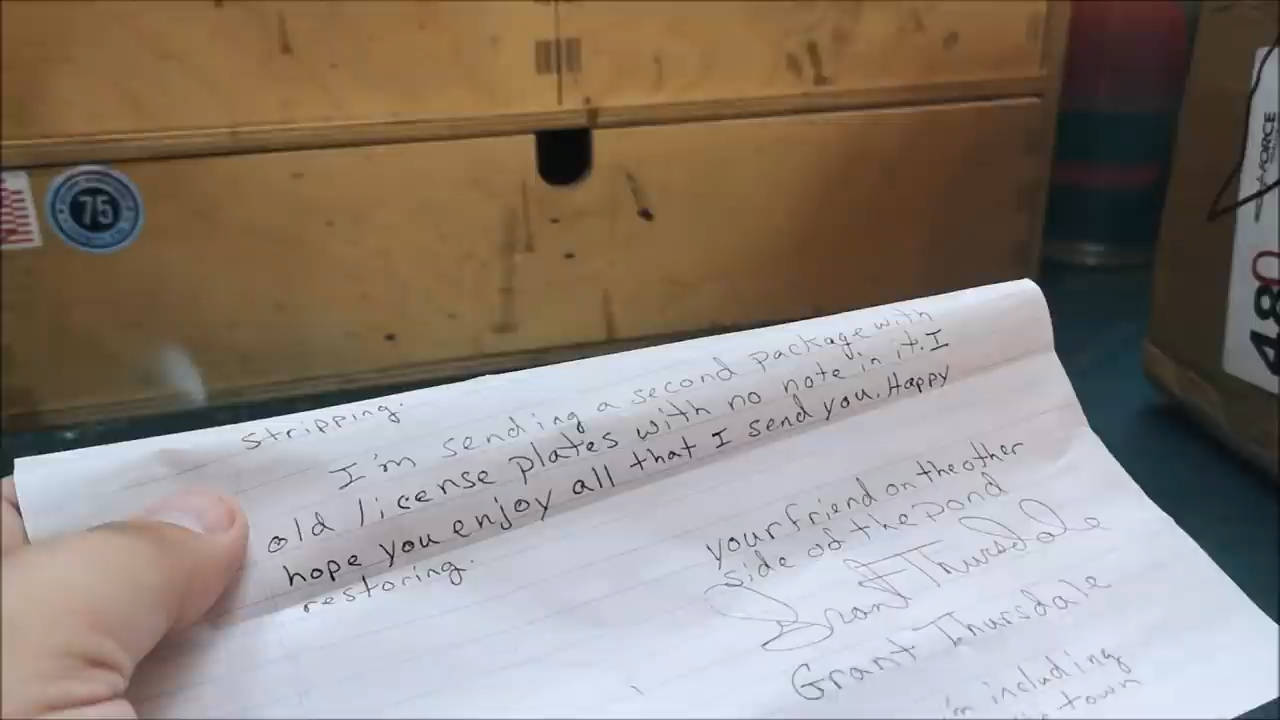 75
FORCE
480
stripping.
I'm sending a second package with
old license plates with no note in it. I
hope you enjoy all that I send you. Happy
restoring.
your friend on the other
side od the pond
Grant Thursdale
Grant Thursdale
I'm including
town